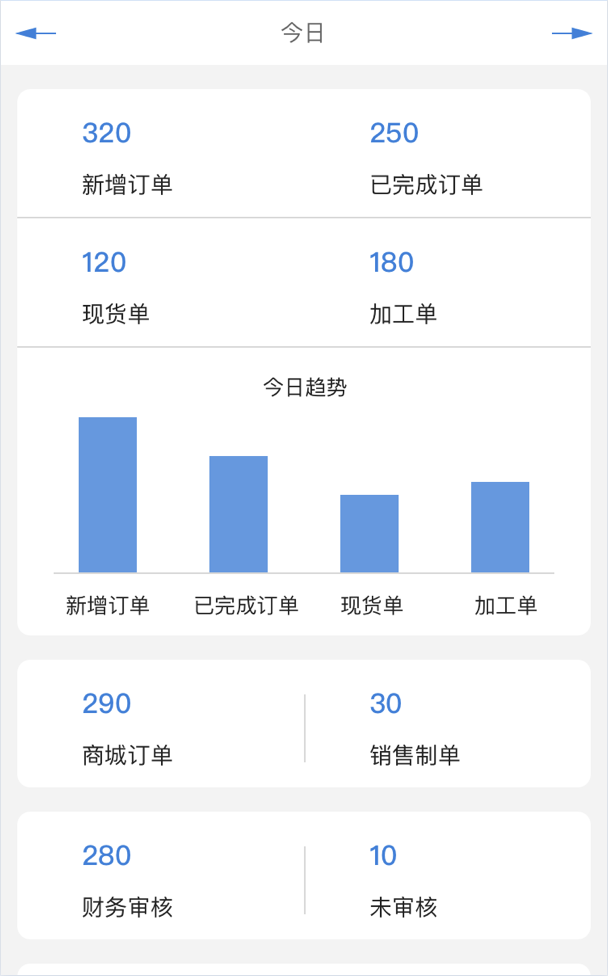 今日
320 250
新增订单 已完成订单
120 180
现货单 加工单
今日趋势
新增订单 已完成订单 现货单 加工单
290 30
商城订单 销售制单
280 10
财务审核 未审核